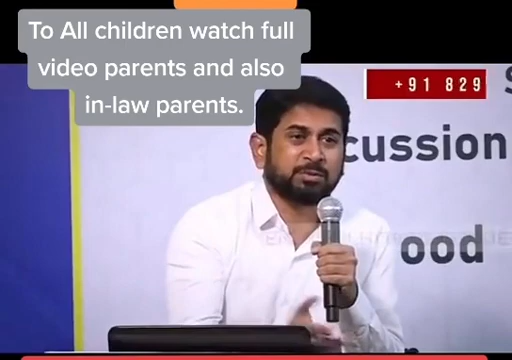 To All children watch full
video parents and also
in-law parents.
+91 829
cussion
ood